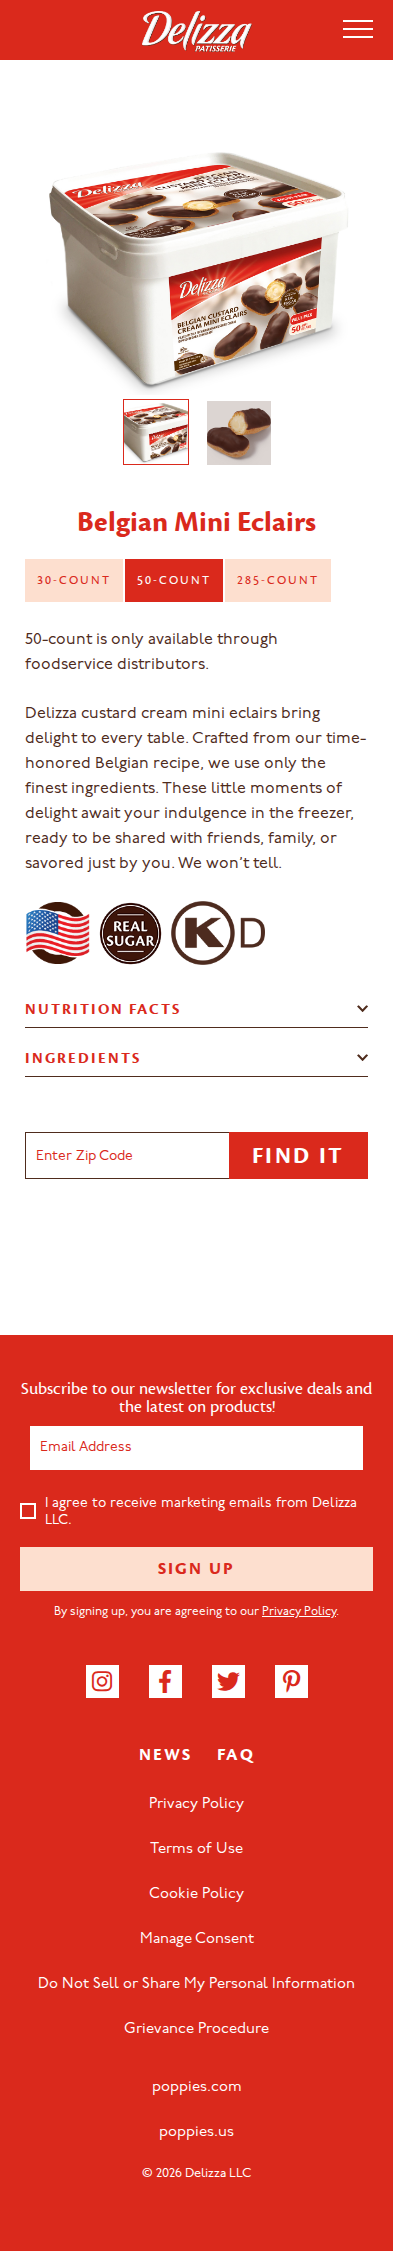 Delizza
PATISSERIE
Delizza
BELGIAN CUSTARD
CREAM MINI ECLAIRS
50
Belgian Mini Eclairs
30-COUNT 50-COUNT 285-COUNT
50-count is only available through
foodservice distributors.
Delizza custard cream mini eclairs bring
delight to every table. Crafted from our time-
honored Belgian recipe, we use only the
finest ingredients. These little moments of
delight await your indulgence in the freezer,
ready to be shared with friends, family, or
savored just by you. We won’t tell.
REAL
SUGAR
K D
NUTRITION FACTS
INGREDIENTS
Enter Zip Code FIND IT
Subscribe to our newsletter for exclusive deals and
the latest on products!
Email Address
I agree to receive marketing emails from Delizza
LLC.
SIGN UP
By signing up, you are agreeing to our Privacy Policy.
NEWS FAQ
Privacy Policy
Terms of Use
Cookie Policy
Manage Consent
Do Not Sell or Share My Personal Information
Grievance Procedure
poppies.com
poppies.us
© 2026 Delizza LLC